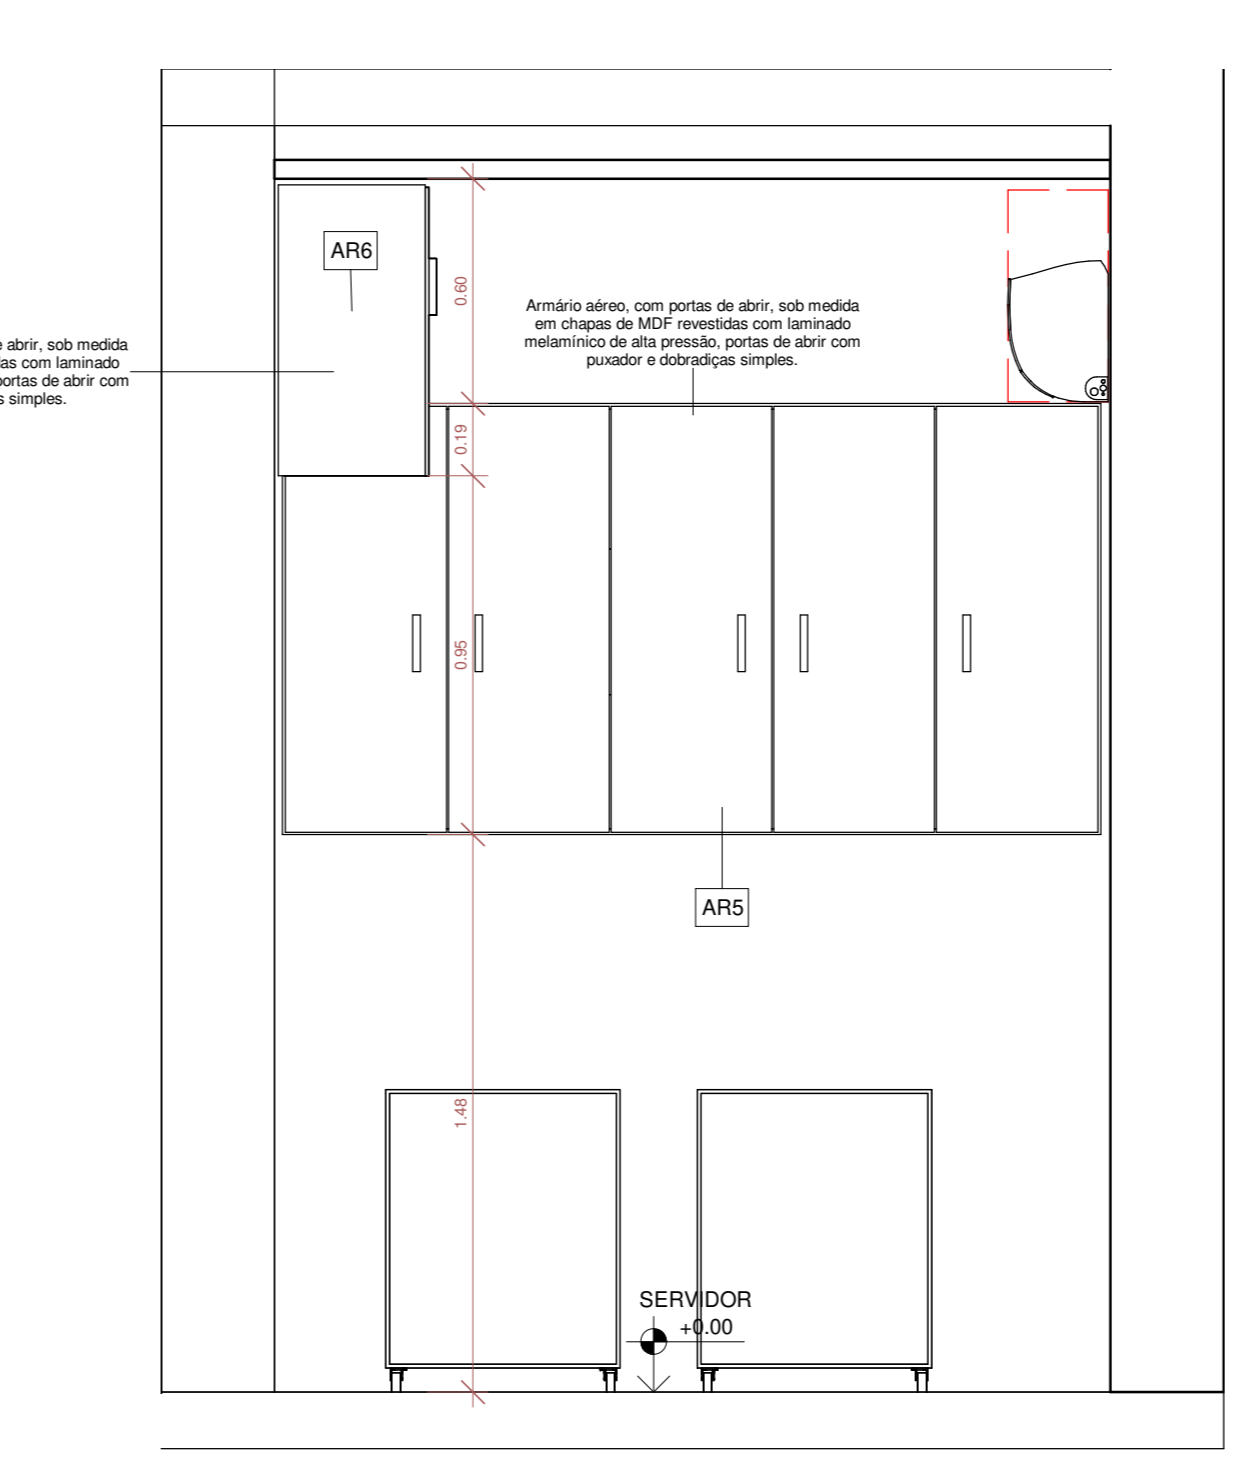 AR6
0.60
Armário aéreo, com portas de abrir, sob medida
em chapas de MDF revestidas com laminado
melamínico de alta pressão, portas de abrir com
puxador e dobradiças simples.
abrir, sob medida
com laminado
portas de abrir com
simples.
0.19
0.95
AR5
1.48
SERVIDOR
+0.00